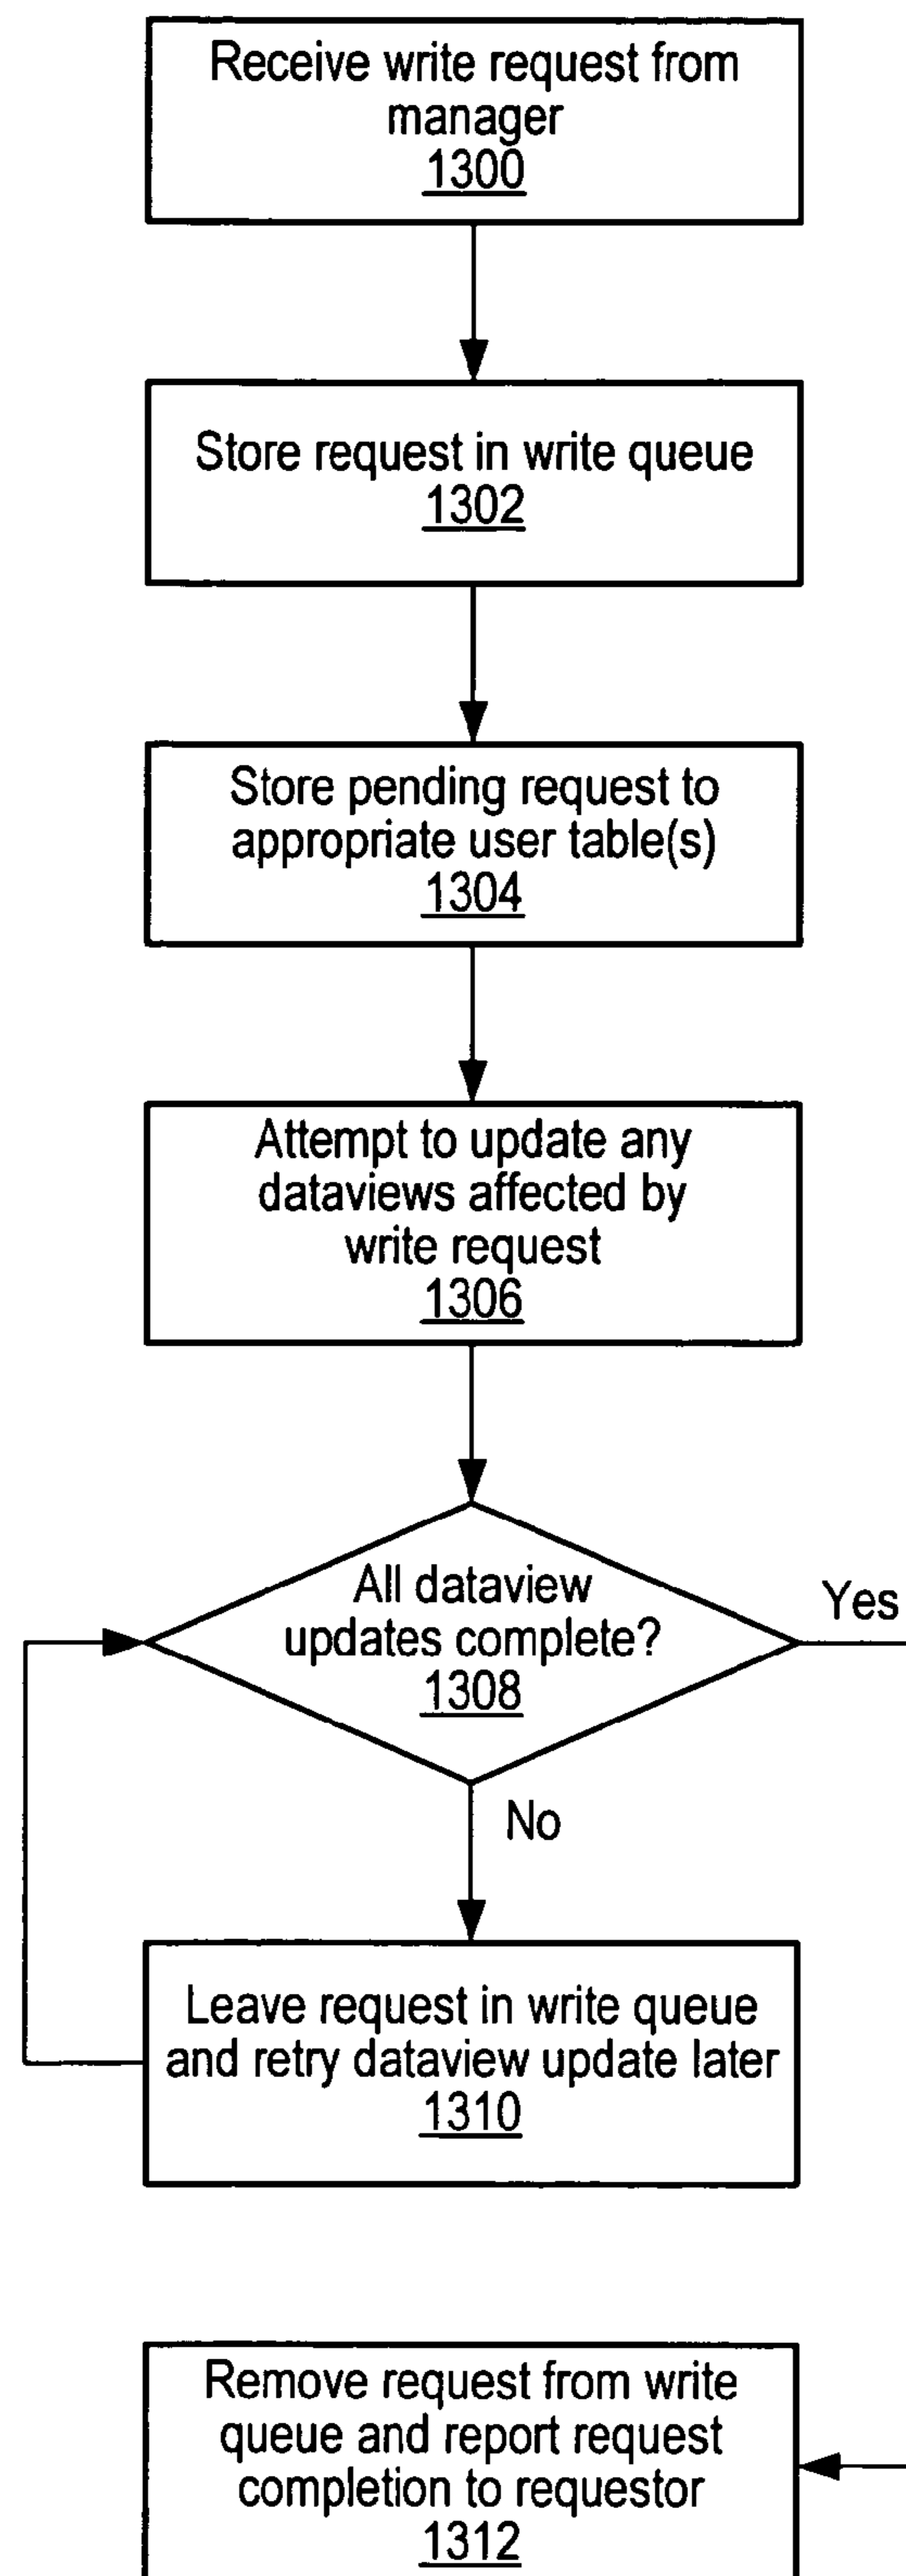 Receive write request from
manager
1300
Store request in write queue
1302
Store pending request to
appropriate user table(s)
1304
Attempt to update any
dataviews affected by
write request
1306
All dataview
updates complete?
1308
Yes
No
Leave request in write queue
and retry dataview update later
1310
Remove request from write
queue and report request
completion to requestor
1312